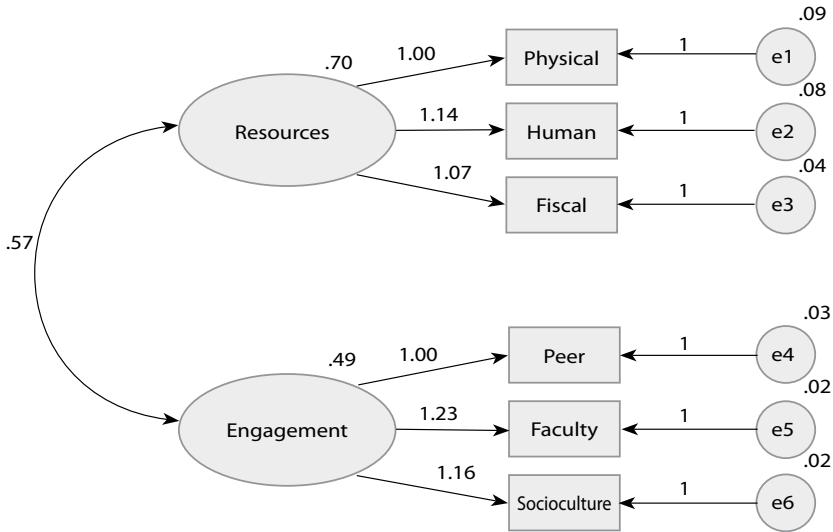 .09
.70
1.00
Physical
1
e1
.08
Resources
1.14
Human
1
e2
.04
1.07
Fiscal
1
e3
.57
.03
.49
1.00
Peer
1
e4
.02
Engagement
1.23
Faculty
1
e5
.02
1.16
Socioculture
1
e6